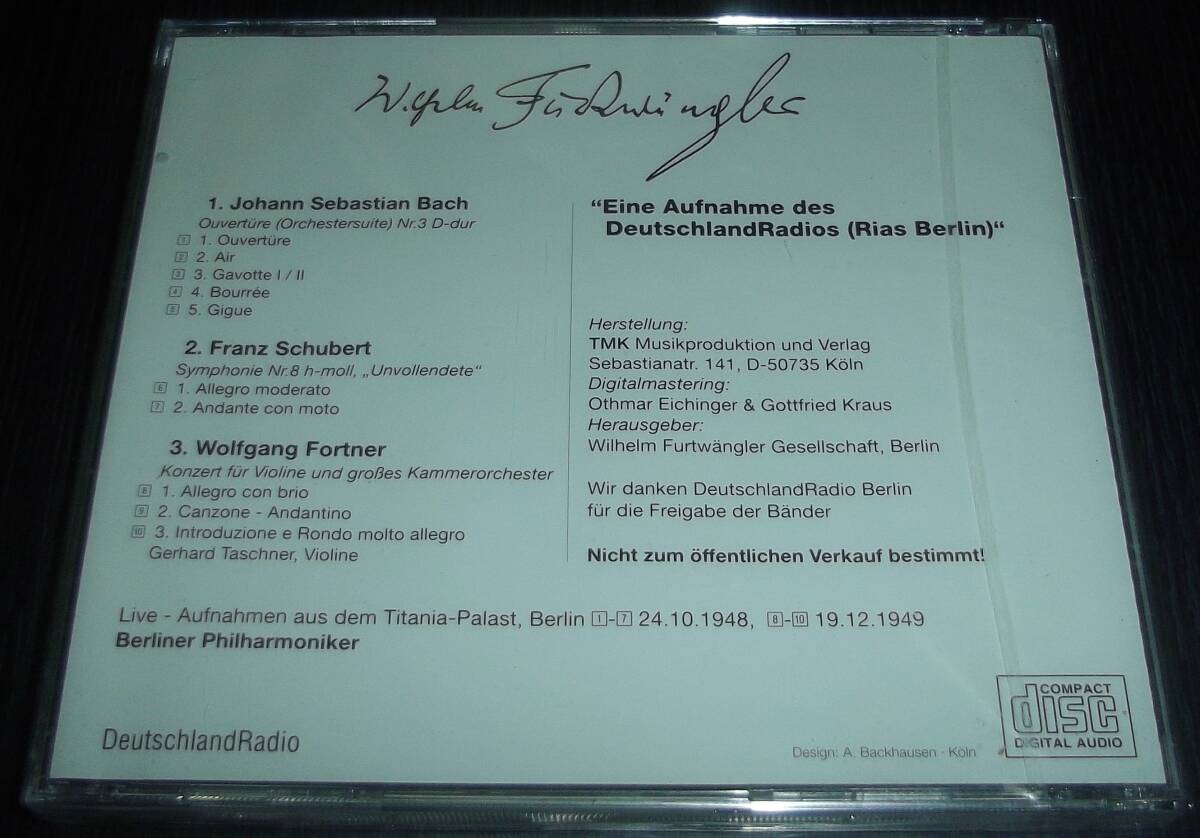 Wilhelm Furtwängler
1. Johann Sebastian Bach
Ouvertüre (Orchestersuite) Nr.3 D-dur
1 1. Ouvertüre
2 2. Air
3 3. Gavotte I / II
4 4. Bourrée
5 5. Gigue
2. Franz Schubert
Symphonie Nr.8 h-moll, „Unvollendete“
6 1. Allegro moderato
7 2. Andante con moto
3. Wolfgang Fortner
Konzert für Violine und großes Kammerorchester
8 1. Allegro con brio
9 2. Canzone - Andantino
10 3. Introduzione e Rondo molto allegro
Gerhard Taschner, Violine
“Eine Aufnahme des
DeutschlandRadios (Rias Berlin)“
Herstellung:
TMK Musikproduktion und Verlag
Sebastianatr. 141, D-50735 Köln
Digitalmastering:
Othmar Eichinger & Gottfried Kraus
Herausgeber:
Wilhelm Furtwängler Gesellschaft, Berlin
Wir danken DeutschlandRadio Berlin
für die Freigabe der Bänder
Nicht zum öffentlichen Verkauf bestimmt!
Live - Aufnahmen aus dem Titania-Palast, Berlin 1-7 24.10.1948, 8-10 19.12.1949
Berliner Philharmoniker
DeutschlandRadio
Design: A. Backhausen · Köln
COMPACT
disc
DIGITAL AUDIO